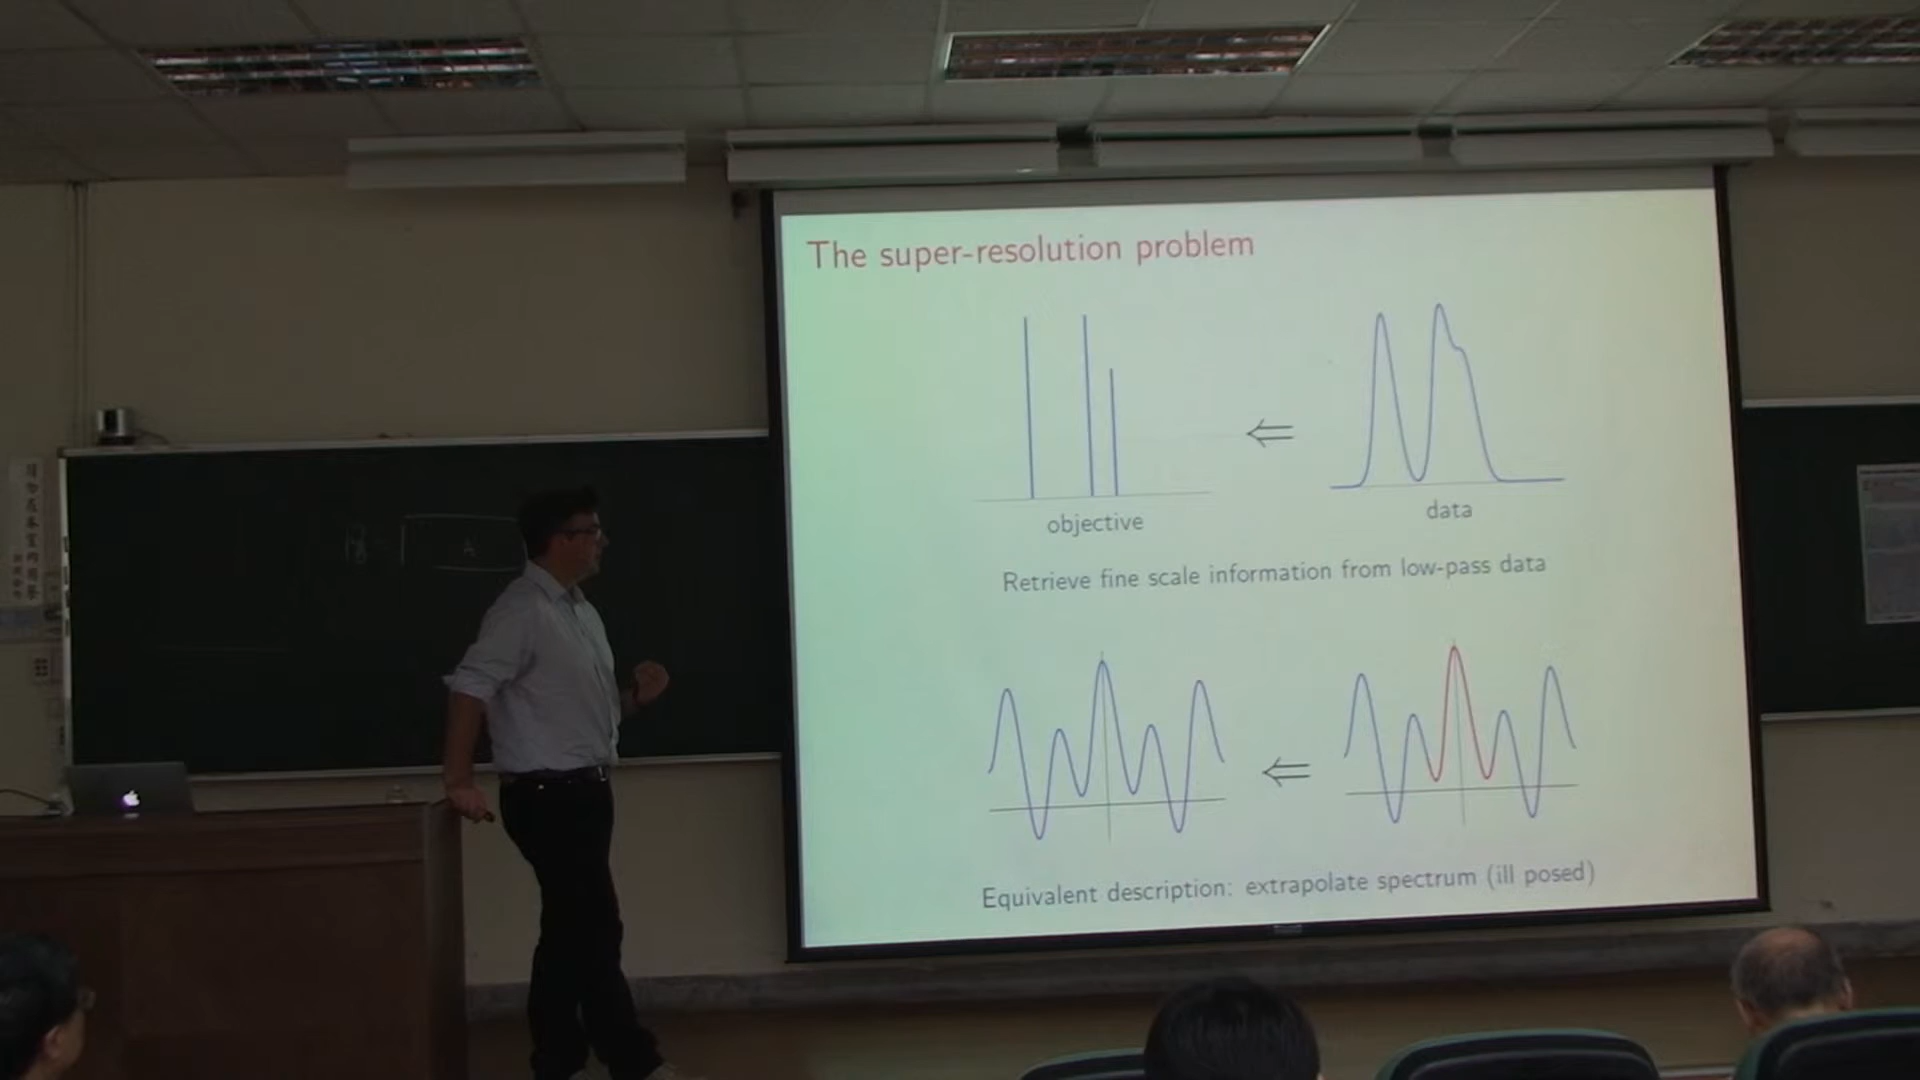 The super-resolution problem
objective
data
Retrieve fine scale information from low-pass data
Equivalent description: extrapolate spectrum (ill posed)
A